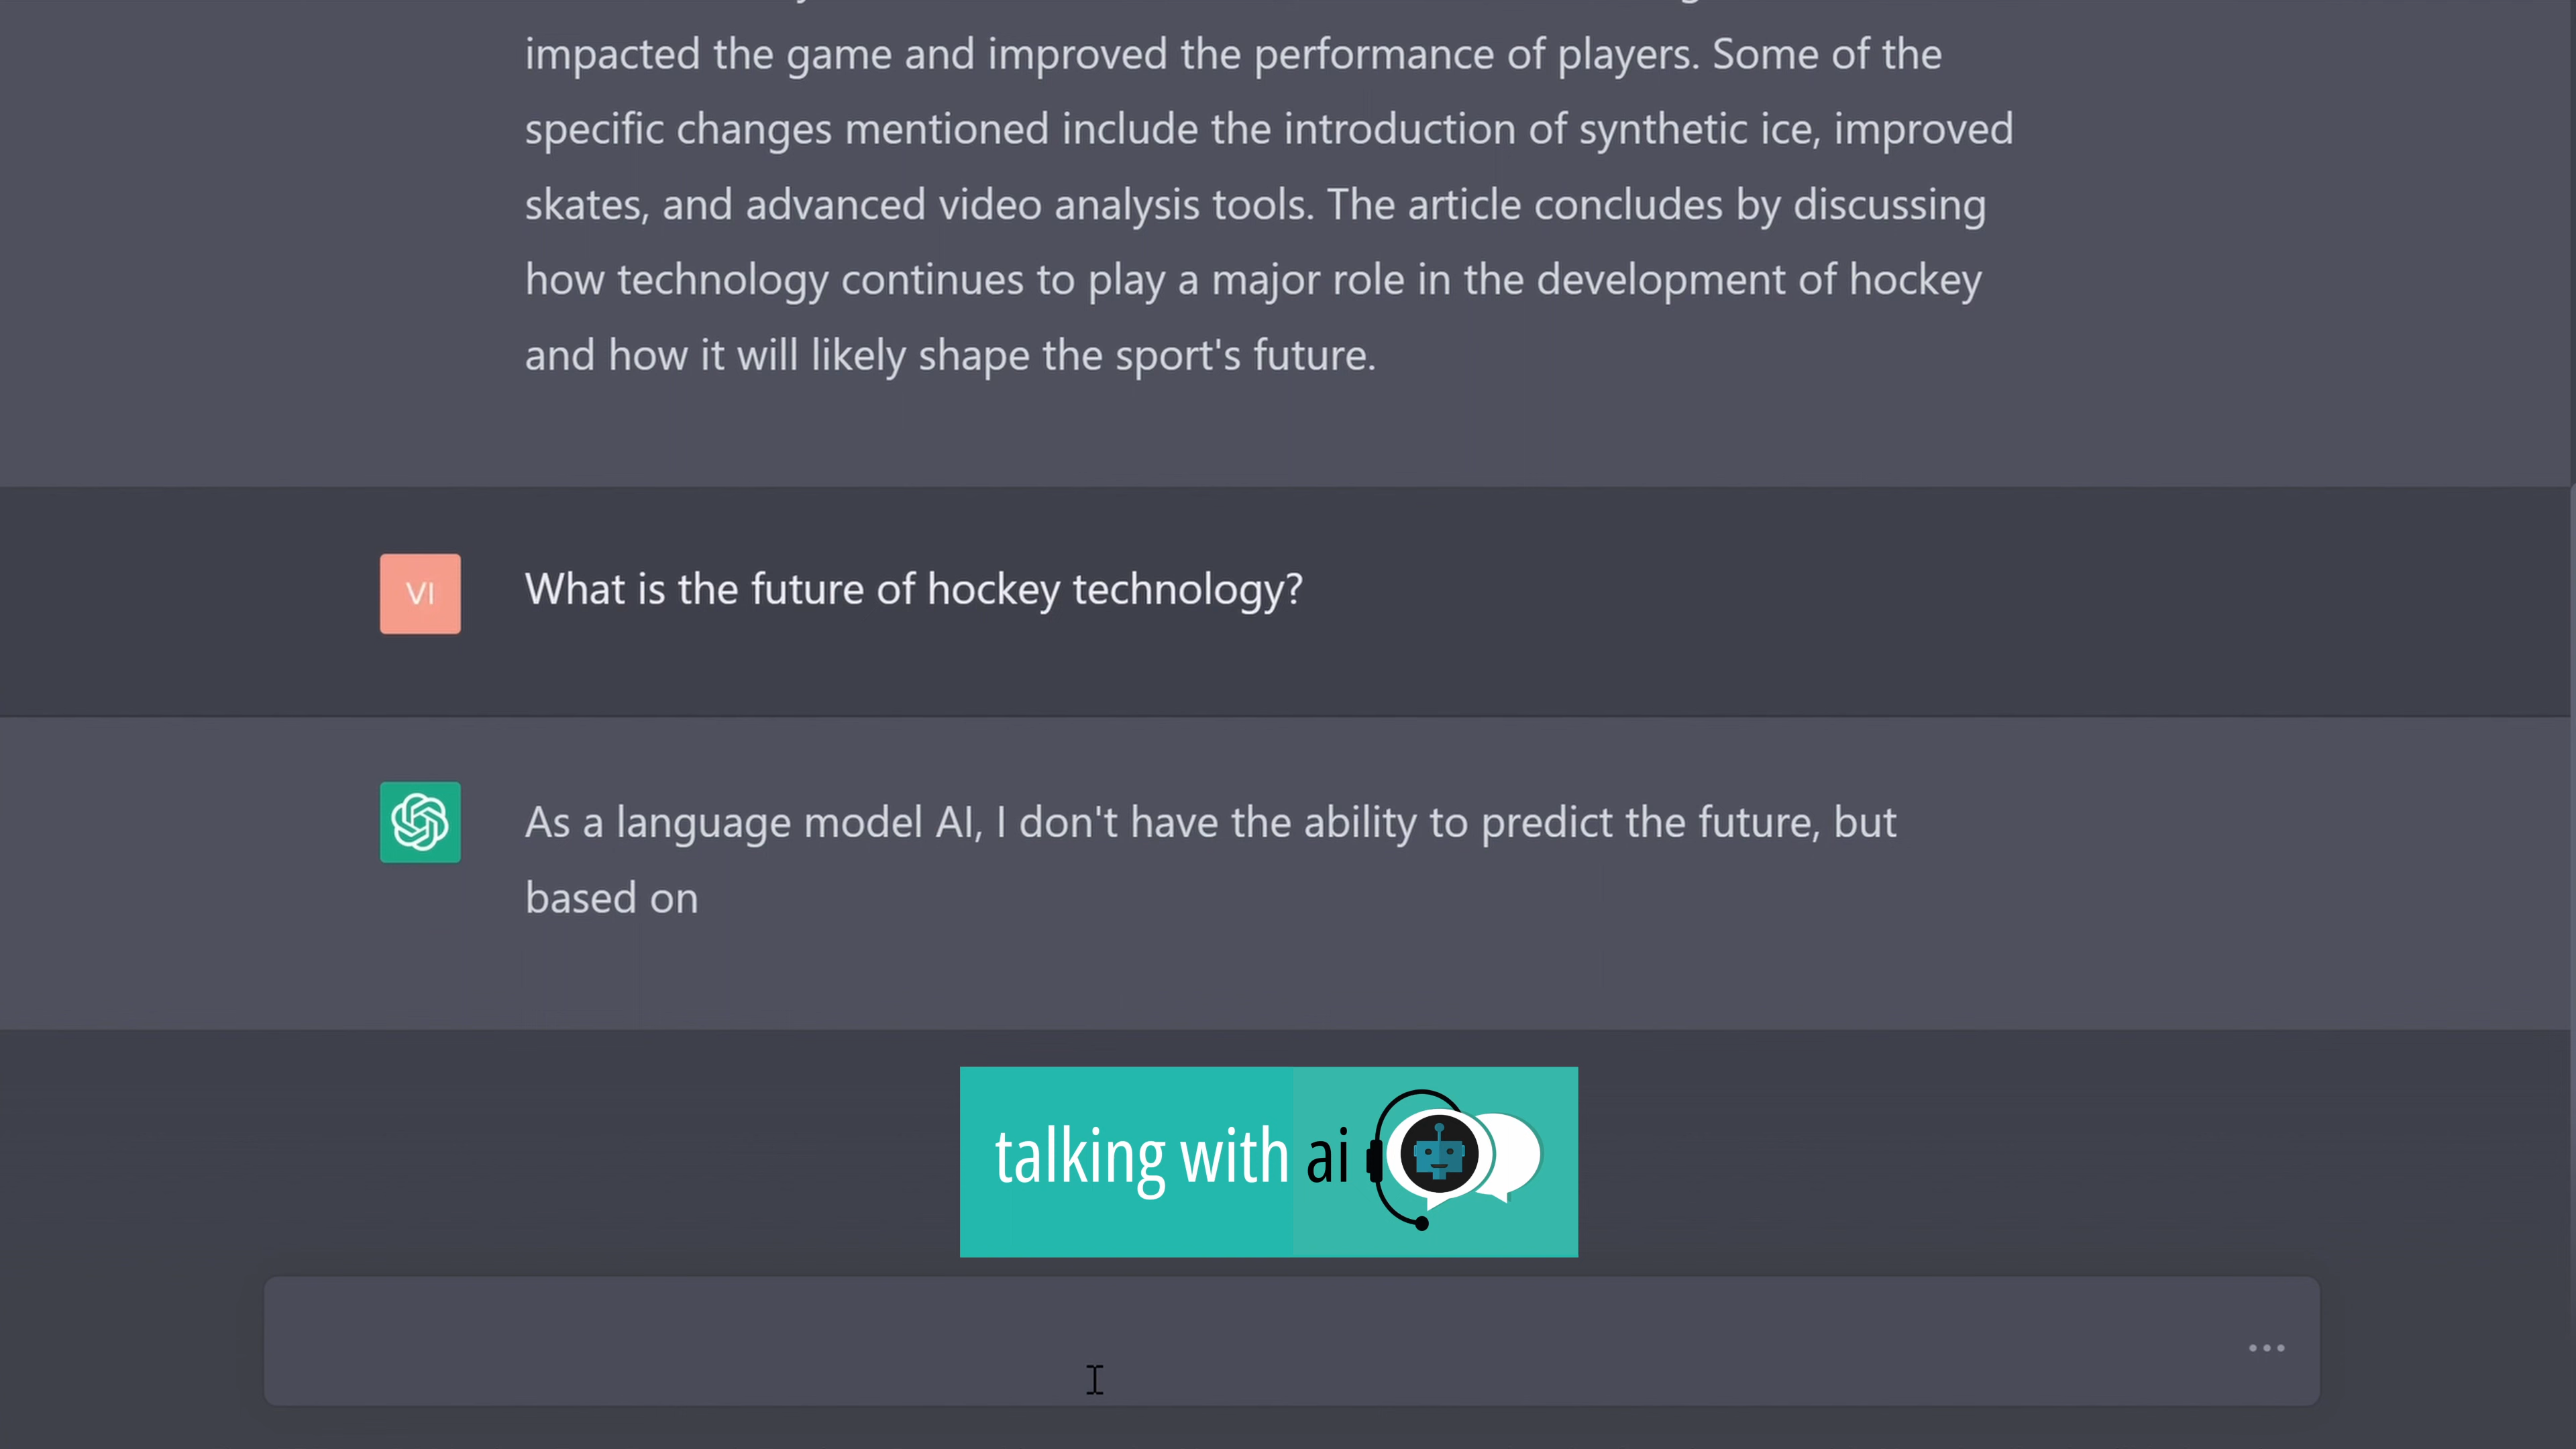 impacted the game and improved the performance of players. Some of the
specific changes mentioned include the introduction of synthetic ice, improved
skates, and advanced video analysis tools. The article concludes by discussing
how technology continues to play a major role in the development of hockey
and how it will likely shape the sport's future.
VI
What is the future of hockey technology?
As a language model AI, I don't have the ability to predict the future, but
based on
talking with ai